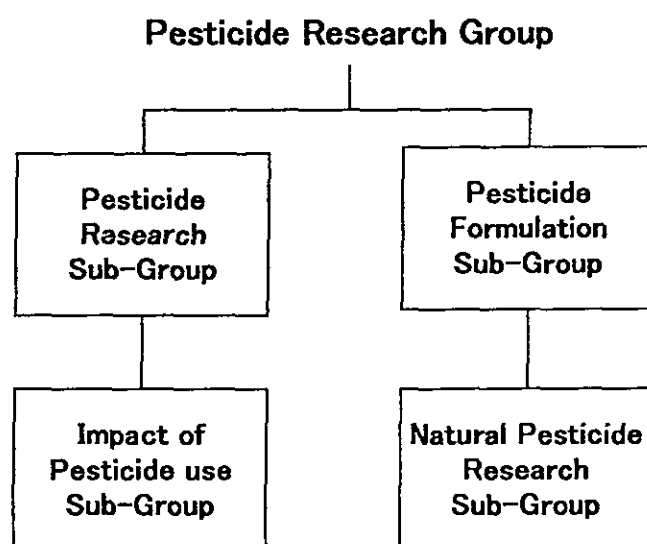 Pesticide Research Group
Pesticide
Research
Sub-Group
Pesticide
Formulation
Sub-Group
Impact of
Pesticide use
Sub-Group
Natural Pesticide
Research
Sub-Group